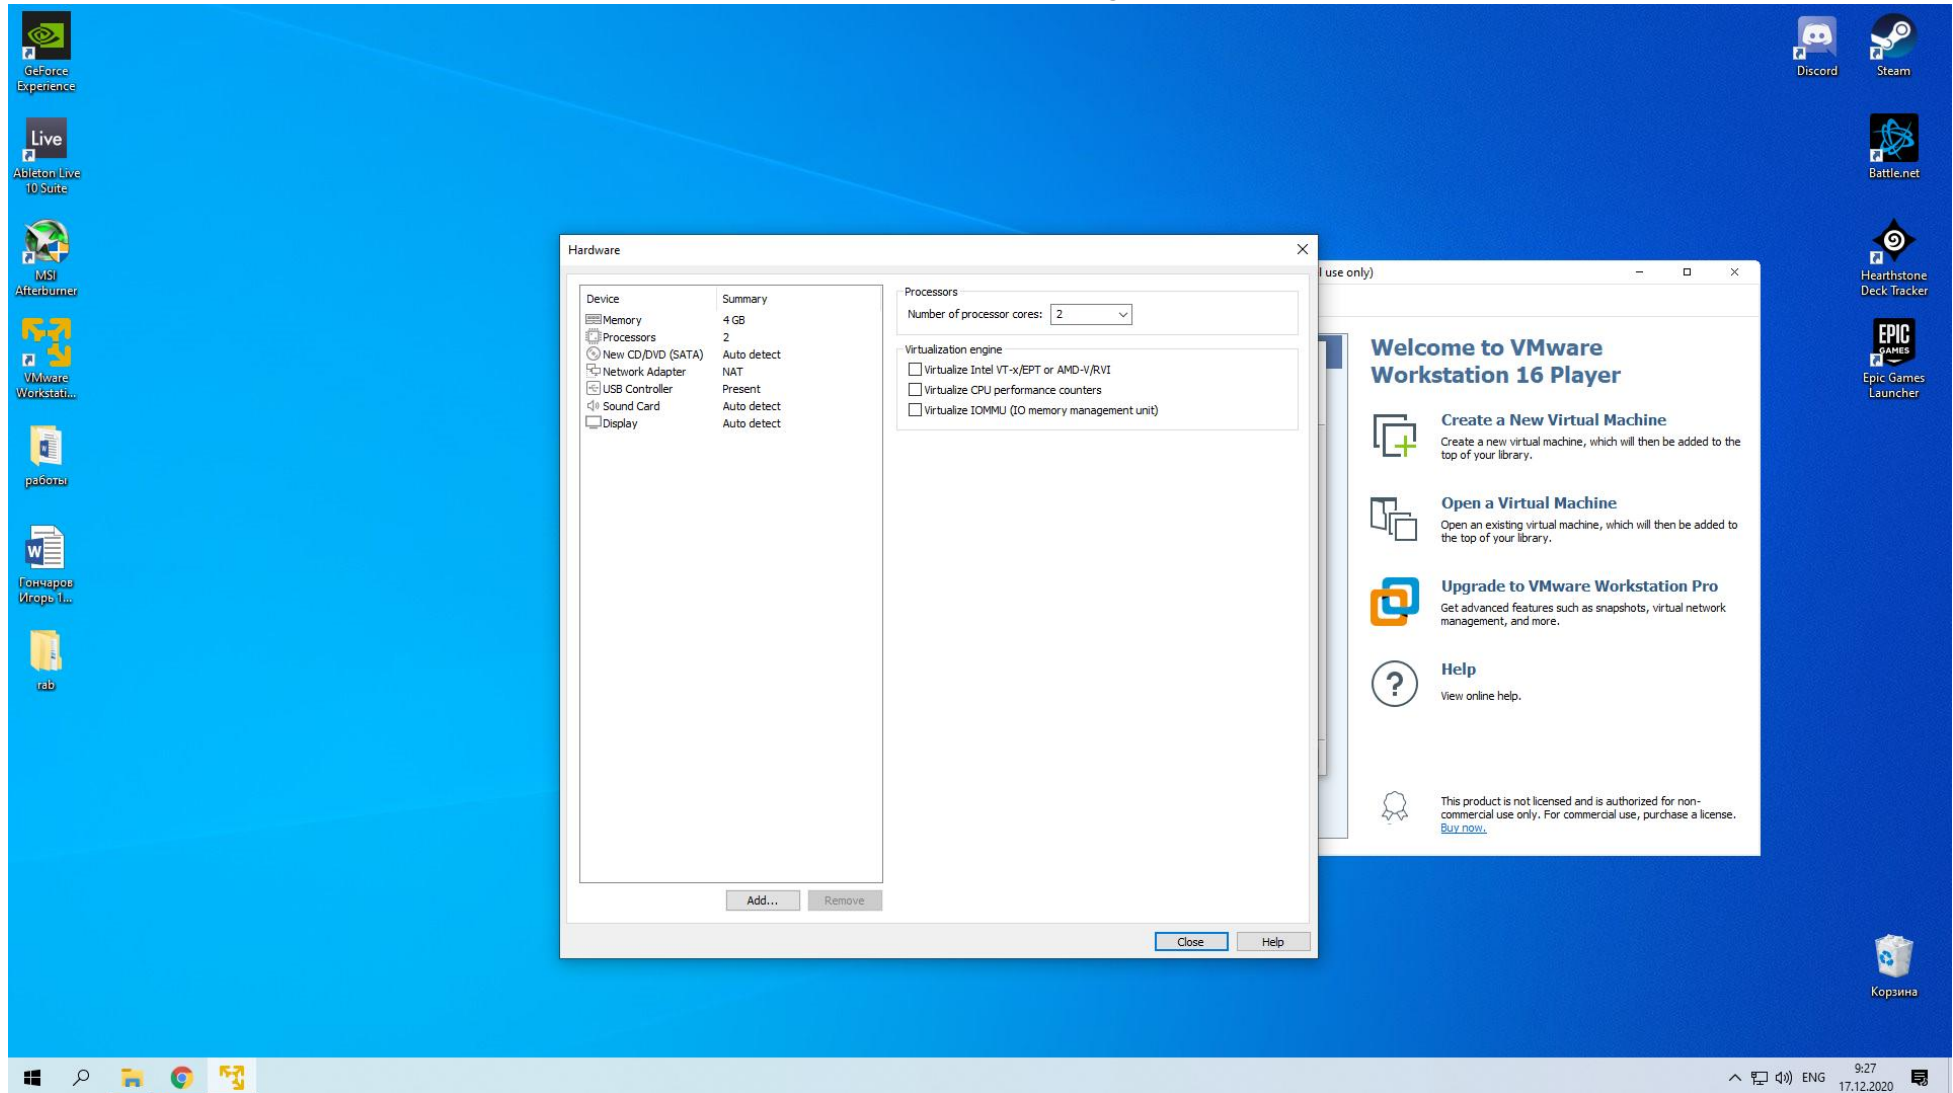 GeForce
Experience
Live
Ableton Live
10 Suite
MSI
Afterburner
VMware
Workstati...
работы
W
Гончаров
Игорь 1...
rab
Discord
Steam
Battle.net
Hearthstone
Deck Tracker
EPIC
GAMES
Epic Games
Launcher
Корзина
Hardware
Device Summary
Memory 4 GB
Processors 2
New CD/DVD (SATA) Auto detect
Network Adapter NAT
USB Controller Present
Sound Card Auto detect
Display Auto detect
Add... Remove
Processors
Number of processor cores: 2
Virtualization engine
Virtualize Intel VT-x/EPT or AMD-V/RVI
Virtualize CPU performance counters
Virtualize IOMMU (IO memory management unit)
Close Help
l use only)
Welcome to VMware
Workstation 16 Player
Create a New Virtual Machine
Create a new virtual machine, which will then be added to the
top of your library.
Open a Virtual Machine
Open an existing virtual machine, which will then be added to
the top of your library.
Upgrade to VMware Workstation Pro
Get advanced features such as snapshots, virtual network
management, and more.
?
Help
View online help.
This product is not licensed and is authorized for non-
commercial use only. For commercial use, purchase a license.
Buy now.
ENG
9:27
17.12.2020